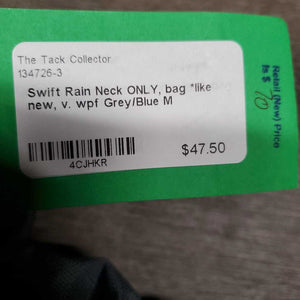 The Tack Collector
134726-3
Swift Rain Neck ONLY, bag *like
new, v. wpf Grey/Blue M
4CJHKR
$47.50
Retail (New) Price
is $ 70